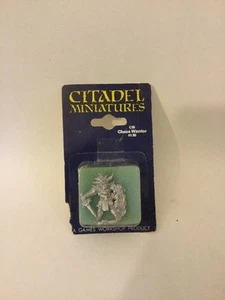 CITADEL
MINIATURES
Chaos Warrior
A GAMES WORKSHOP PRODUCT